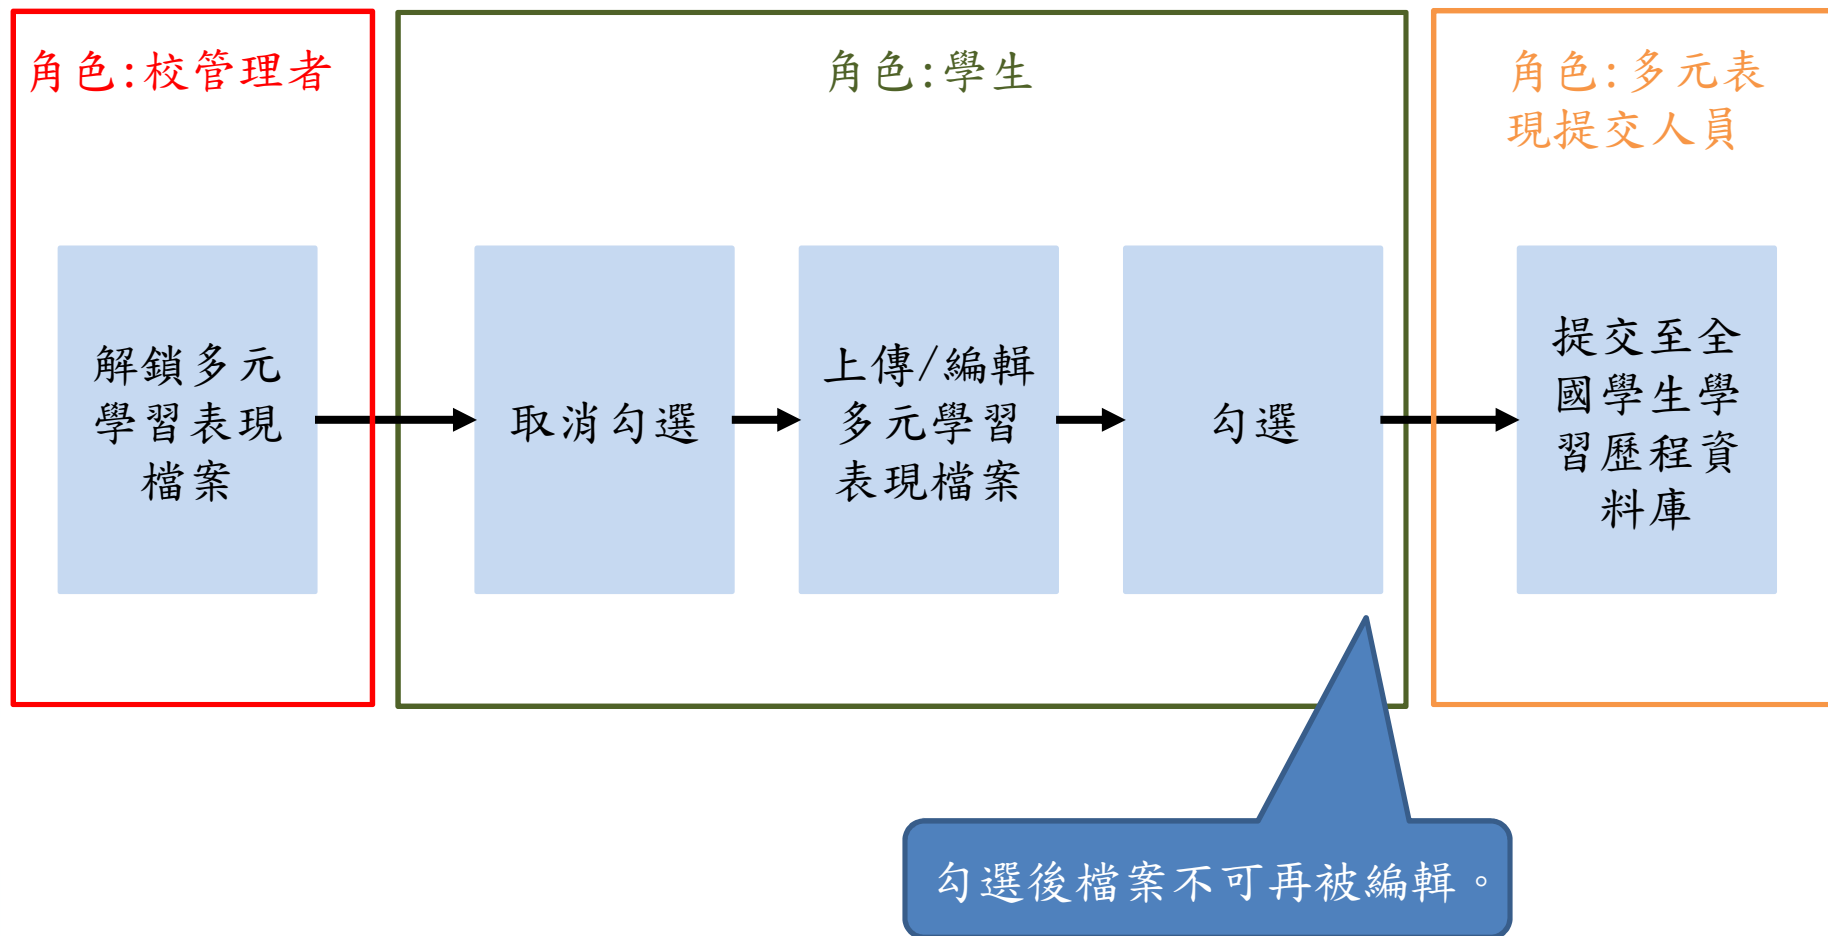 角色:校管理者
角色:學生
角色:多元表
現提交人員
解鎖多元
學習表現
檔案
取消勾選
上傳/編輯
多元學習
表現檔案
勾選
提交至全
國學生學
習歷程資
料庫
勾選後檔案不可再被編輯。